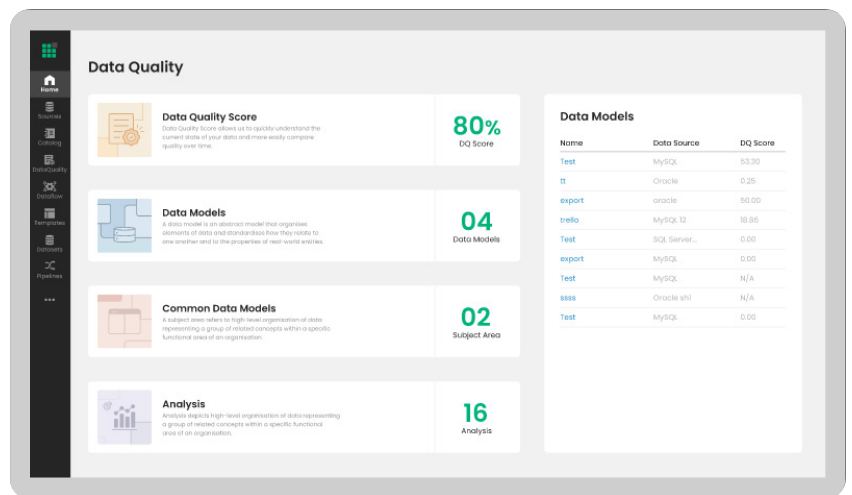 Home
Sources
Catalog
DataQuality
Dataflow
Templates
Datasets
Pipelines
Data Quality
Data Quality Score
Data Quality Score allows us to quickly understand the
current state of your data and more easily compare
quality over time.
80%
DQ Score
Data Models
A data model is an abstract model that organises
elements of data and standardises how they relate to
one another and to the properties of real-world entities.
04
Data Models
Common Data Models
A subject area refers to high-level organisation of data
representing a group of related concepts within a specific
functional area of an organisation.
02
Subject Area
Analysis
Analysis depicts high-level organisation of data representing
a group of related concepts within a specific functional
area of an organisation.
16
Analysis
Data Models
Name Data Source DQ Score
Test MySQL 53.30
tt Oracle 0.25
export oracle 50.00
trello MySQL 12 18.86
Test SQL Server... 0.00
export MySQL 0.00
Test MySQL N/A
ssss Oracle sh1 N/A
Test MySQL 0.00